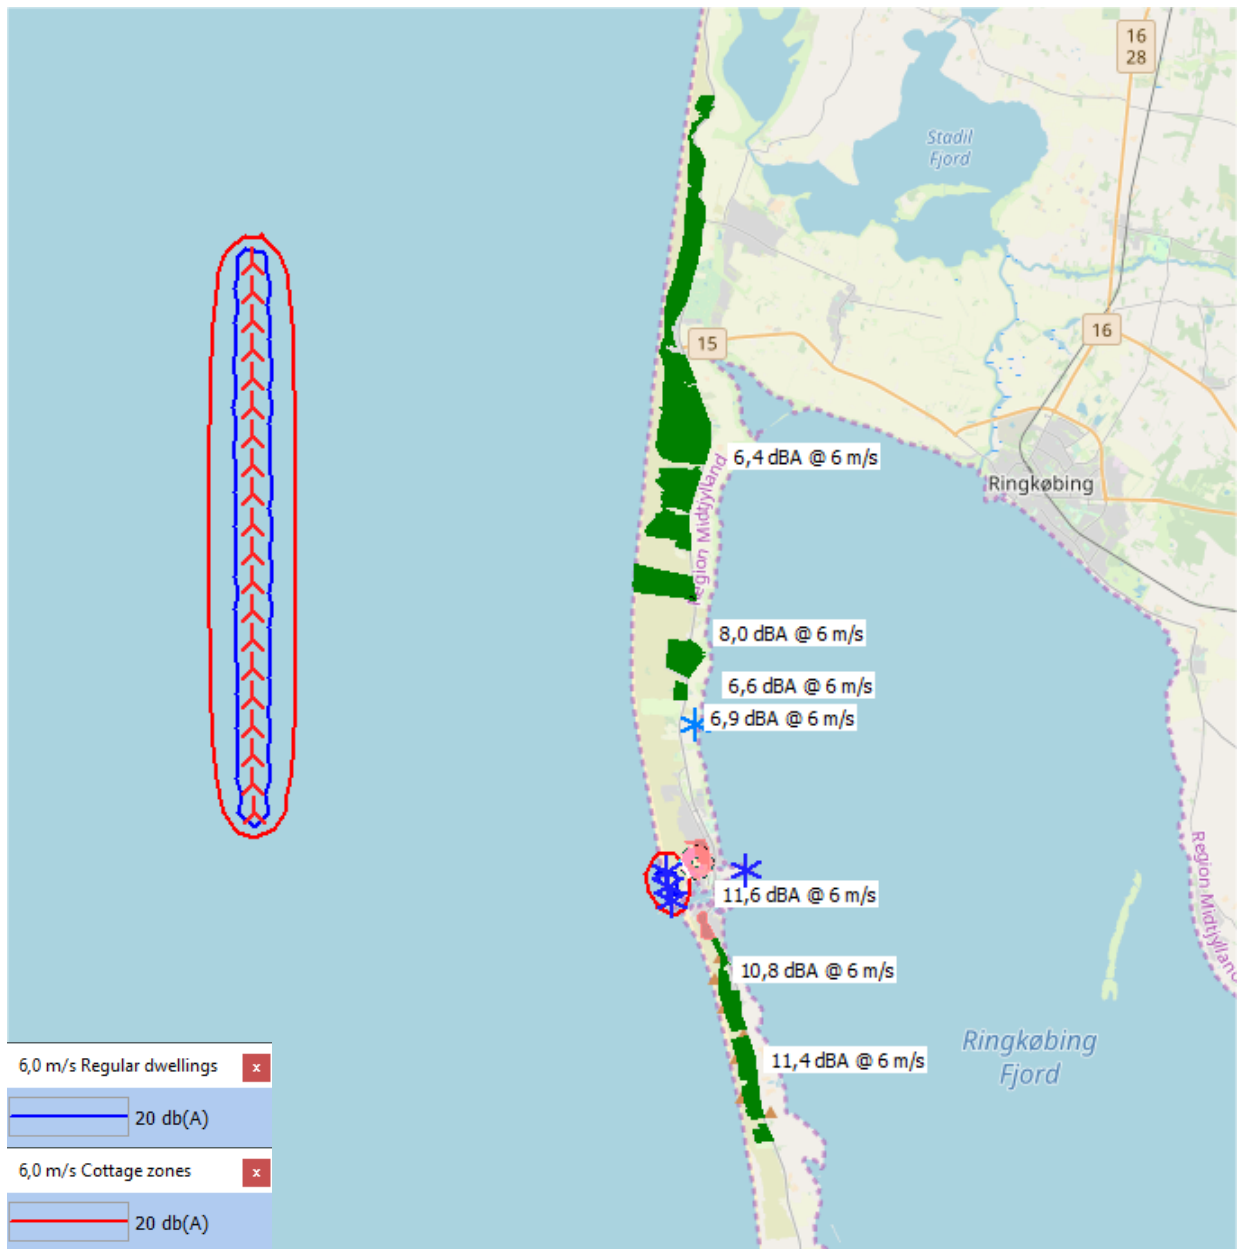 16
28
Stadil
Fjord
15
16
6,4 dBA @ 6 m/s
Ringkøbing
Region Midtjylland
8,0 dBA @ 6 m/s
6,6 dBA @ 6 m/s
6,9 dBA @ 6 m/s
11,6 dBA @ 6 m/s
Region Midtjylland
10,8 dBA @ 6 m/s
Ringkøbing
Fjord
11,4 dBA @ 6 m/s
6,0 m/s Regular dwellings
x
20 db(A)
6,0 m/s Cottage zones
x
20 db(A)